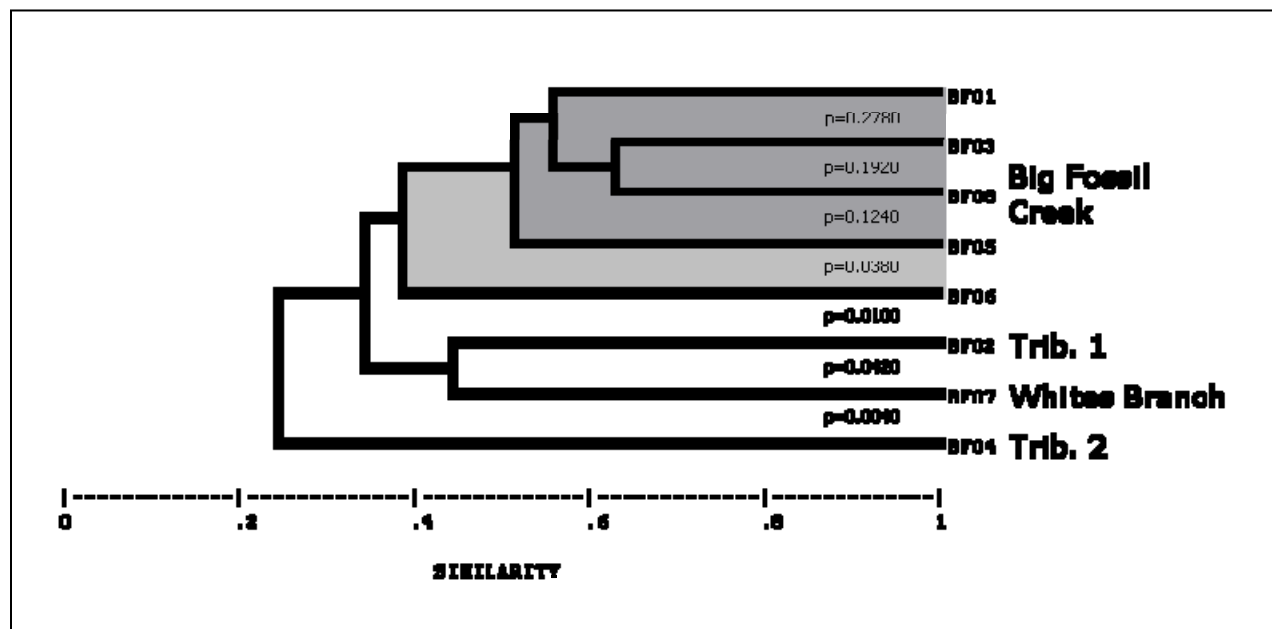 BF01
p=0.2780
BF03
p=0.1920
Big Fossil
Creek
BF08
p=0.1240
BF05
p=0.0380
BF06
p=0.0100
BF02 Trib. 1
p=0.0420
BF07 Whites Branch
p=0.0040
BF04 Trib. 2
0 .2 .4 .6 .8 1
SIMILARITY